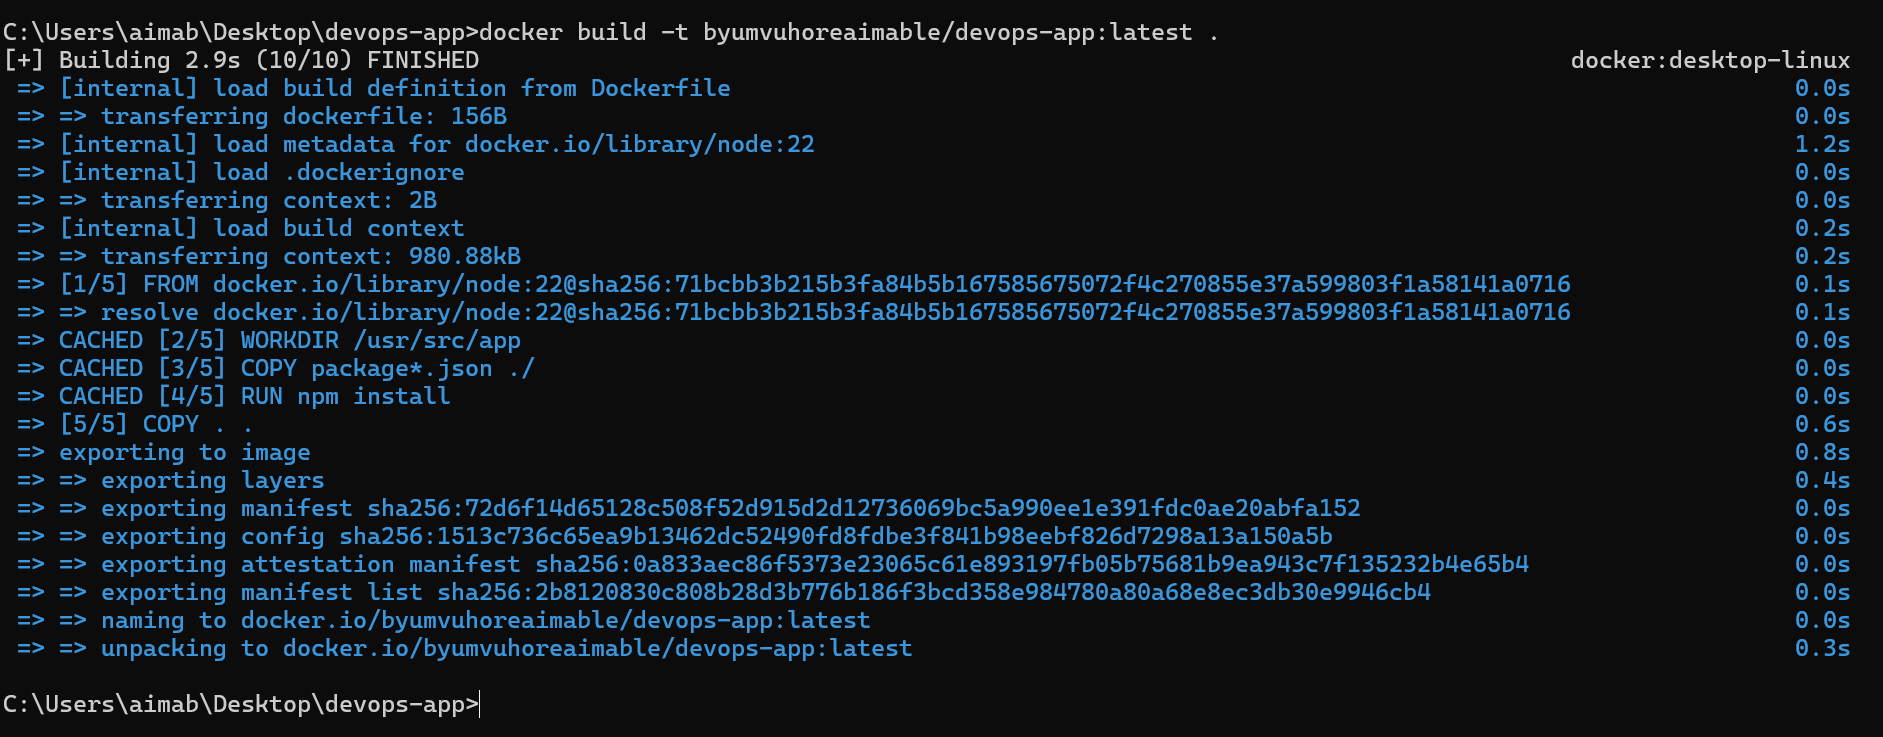 C:\Users\aimab\Desktop\devops-app>docker build -t byumvuhoreaimable/devops-app:latest .
[+] Building 2.9s (10/10) FINISHED docker:desktop-linux
=> [internal] load build definition from Dockerfile 0.0s
=> => transferring dockerfile: 156B 0.0s
=> [internal] load metadata for docker.io/library/node:22 1.2s
=> [internal] load .dockerignore 0.0s
=> => transferring context: 2B 0.0s
=> [internal] load build context 0.2s
=> => transferring context: 980.88kB 0.2s
=> [1/5] FROM docker.io/library/node:22@sha256:71bcbb3b215b3fa84b5b167585675072f4c270855e37a599803f1a58141a0716 0.1s
=> => resolve docker.io/library/node:22@sha256:71bcbb3b215b3fa84b5b167585675072f4c270855e37a599803f1a58141a0716 0.1s
=> CACHED [2/5] WORKDIR /usr/src/app 0.0s
=> CACHED [3/5] COPY package*.json ./ 0.0s
=> CACHED [4/5] RUN npm install 0.0s
=> [5/5] COPY . . 0.6s
=> exporting to image 0.8s
=> => exporting layers 0.4s
=> => exporting manifest sha256:72d6f14d65128c508f52d915d2d12736069bc5a990ee1e391fdc0ae20abfa152 0.0s
=> => exporting config sha256:1513c736c65ea9b13462dc52490fd8fdbe3f841b98eebf826d7298a13a150a5b 0.0s
=> => exporting attestation manifest sha256:0a833aec86f5373e23065c61e893197fb05b75681b9ea943c7f135232b4e65b4 0.0s
=> => exporting manifest list sha256:2b8120830c808b28d3b776b186f3bcd358e984780a80a68e8ec3db30e9946cb4 0.0s
=> => naming to docker.io/byumvuhoreaimable/devops-app:latest 0.0s
=> => unpacking to docker.io/byumvuhoreaimable/devops-app:latest 0.3s
C:\Users\aimab\Desktop\devops-app>